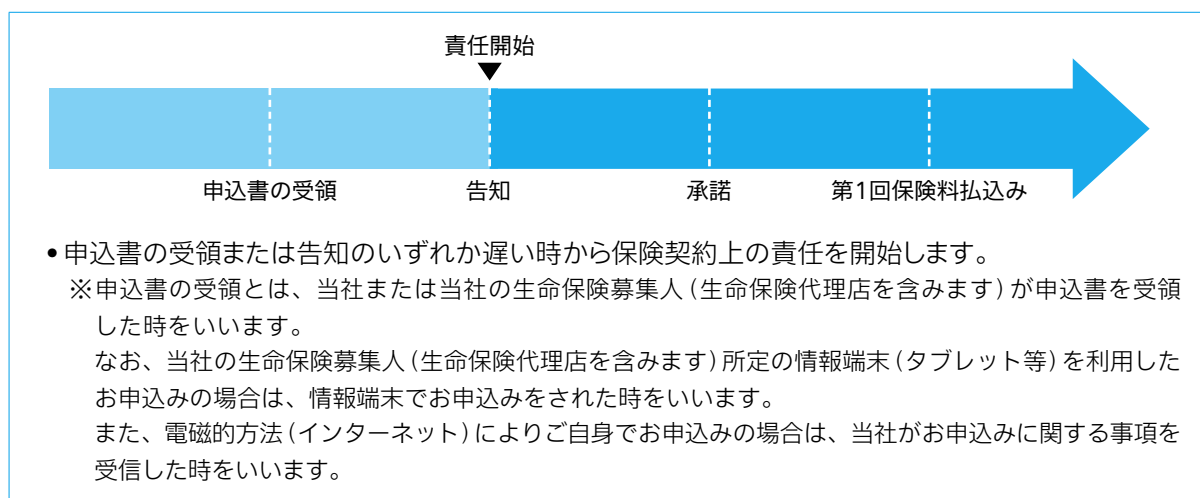 責任開始
申込書の受領 告知 承諾 第1回保険料払込み
•申込書の受領または告知のいずれか遅い時から保険契約上の責任を開始します。
※申込書の受領とは、当社または当社の生命保険募集人(生命保険代理店を含みます)が申込書を受領
した時をいいます。
なお、当社の生命保険募集人(生命保険代理店を含みます)所定の情報端末(タブレット等)を利用した
お申込みの場合は、情報端末でお申込みをされた時をいいます。
また、電磁的方法(インターネット)によりご自身でお申込みの場合は、当社がお申込みに関する事項を
受信した時をいいます。